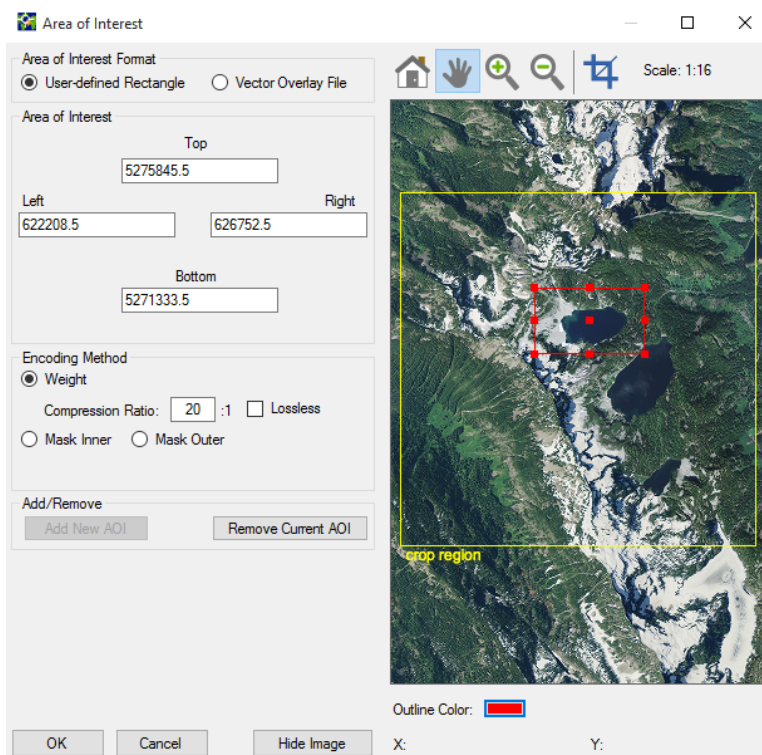 Area of Interest
Area of Interest Format
User-defined Rectangle
Vector Overlay File
Area of Interest
Top
5275845.5
Left
Right
622208.5
626752.5
Bottom
5271333.5
Encoding Method
Weight
Compression Ratio: 20 :1 Lossless
Mask Inner
Mask Outer
Add/Remove
Add New AOI
Remove Current AOI
OK
Cancel
Hide Image
Scale: 1:16
crop region
Outline Color:
X:
Y: